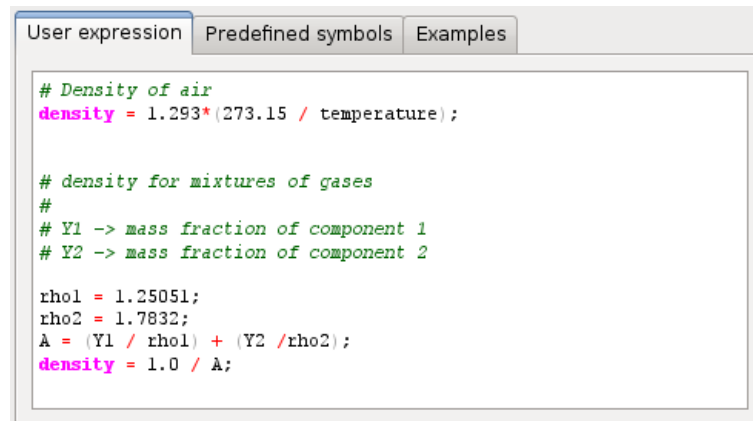 User expression Predefined symbols Examples
# Density of air
density = 1.293*(273.15 / temperature);
# density for mixtures of gases
#
# Y1 -> mass fraction of component 1
# Y2 -> mass fraction of component 2
rho1 = 1.25051;
rho2 = 1.7832;
A = (Y1 / rho1) + (Y2 /rho2);
density = 1.0 / A;